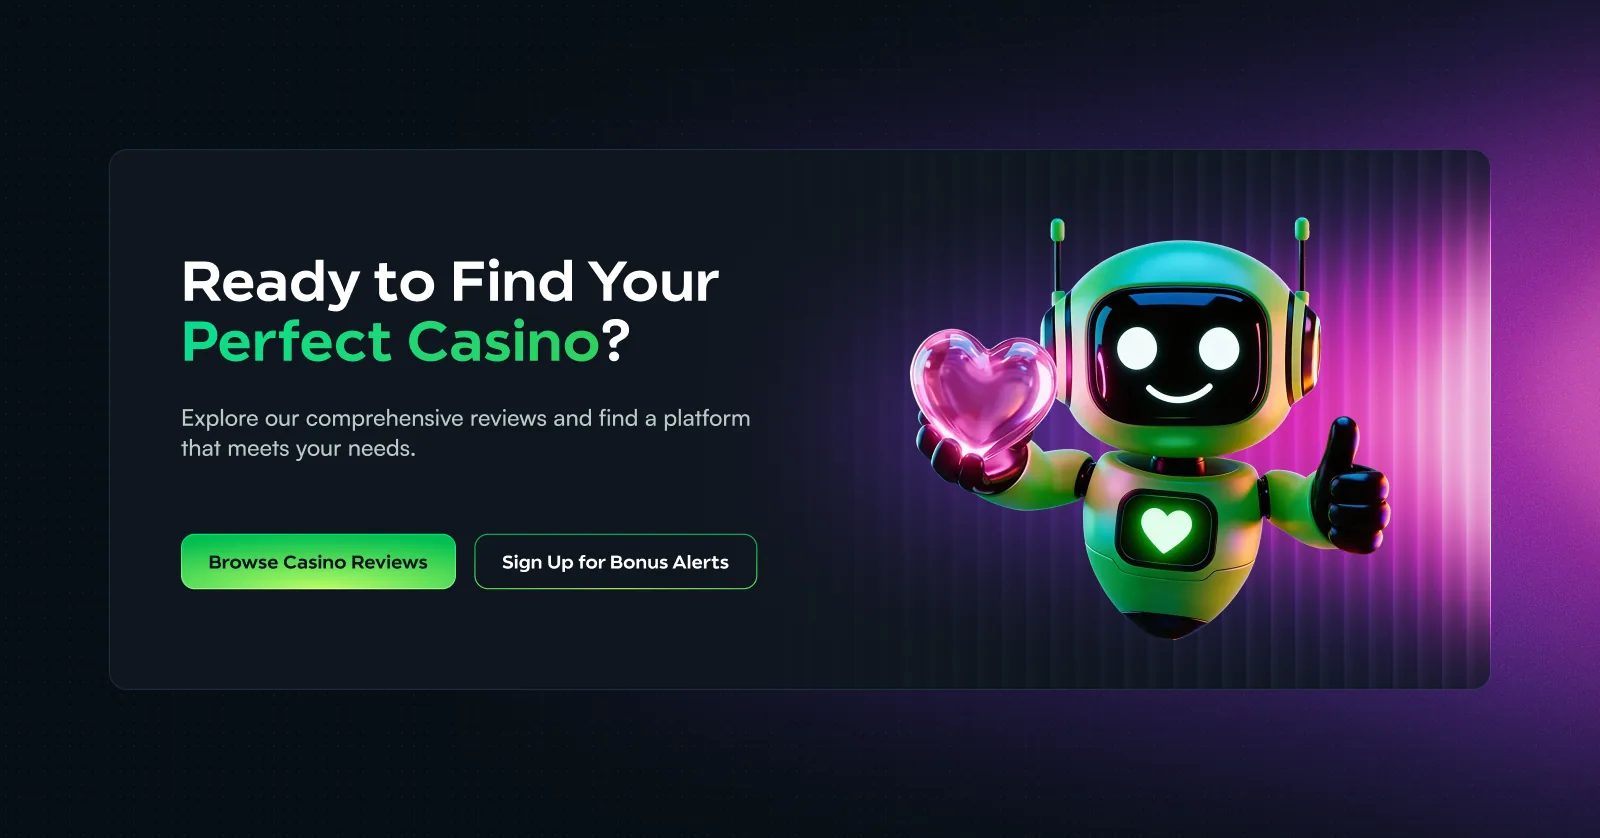 Ready to Find Your
Perfect Casino?
Explore our comprehensive reviews and find a platform
that meets your needs.
Browse Casino Reviews
Sign Up for Bonus Alerts